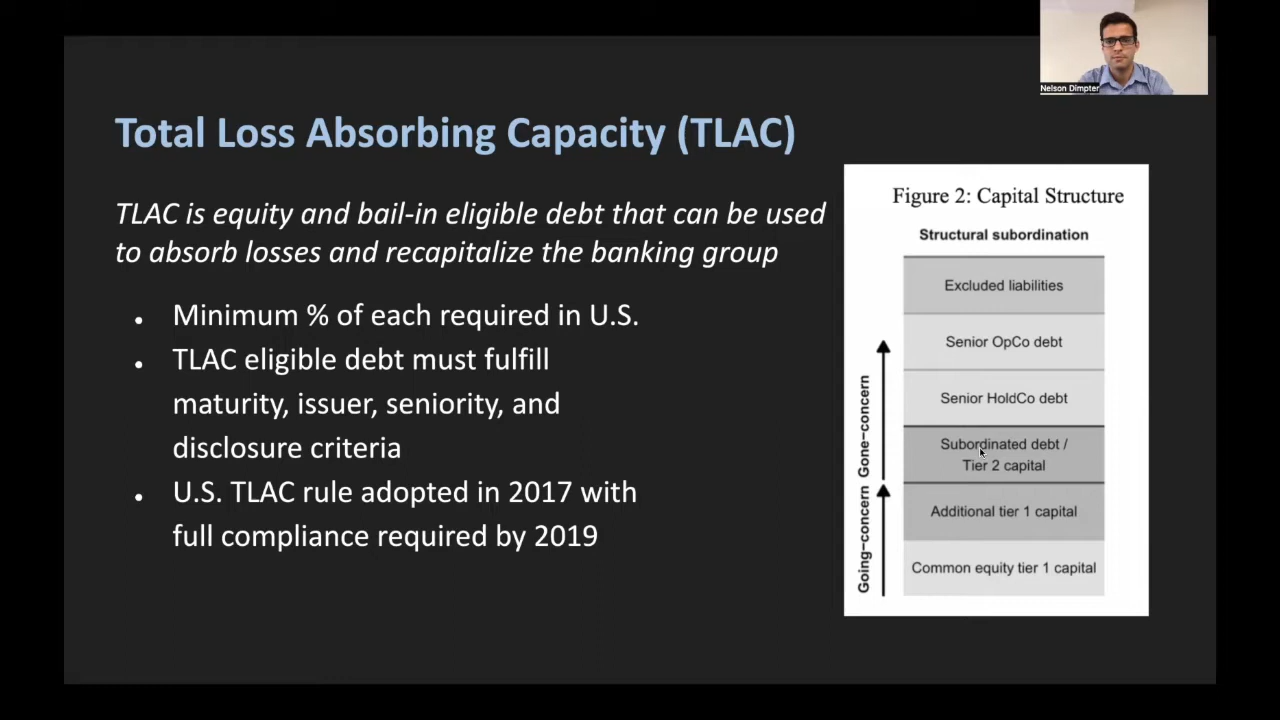 Nelson Dimpter
Total Loss Absorbing Capacity (TLAC)
TLAC is equity and bail-in eligible debt that can be used
to absorb losses and recapitalize the banking group
• Minimum % of each required in U.S.
• TLAC eligible debt must fulfill
maturity, issuer, seniority, and
disclosure criteria
• U.S. TLAC rule adopted in 2017 with
full compliance required by 2019
Figure 2: Capital Structure
Structural subordination
Excluded liabilities
Senior OpCo debt
Senior HoldCo debt
Subordinated debt /
Tier 2 capital
Additional tier 1 capital
Common equity tier 1 capital
Gone-concern
Going-concern